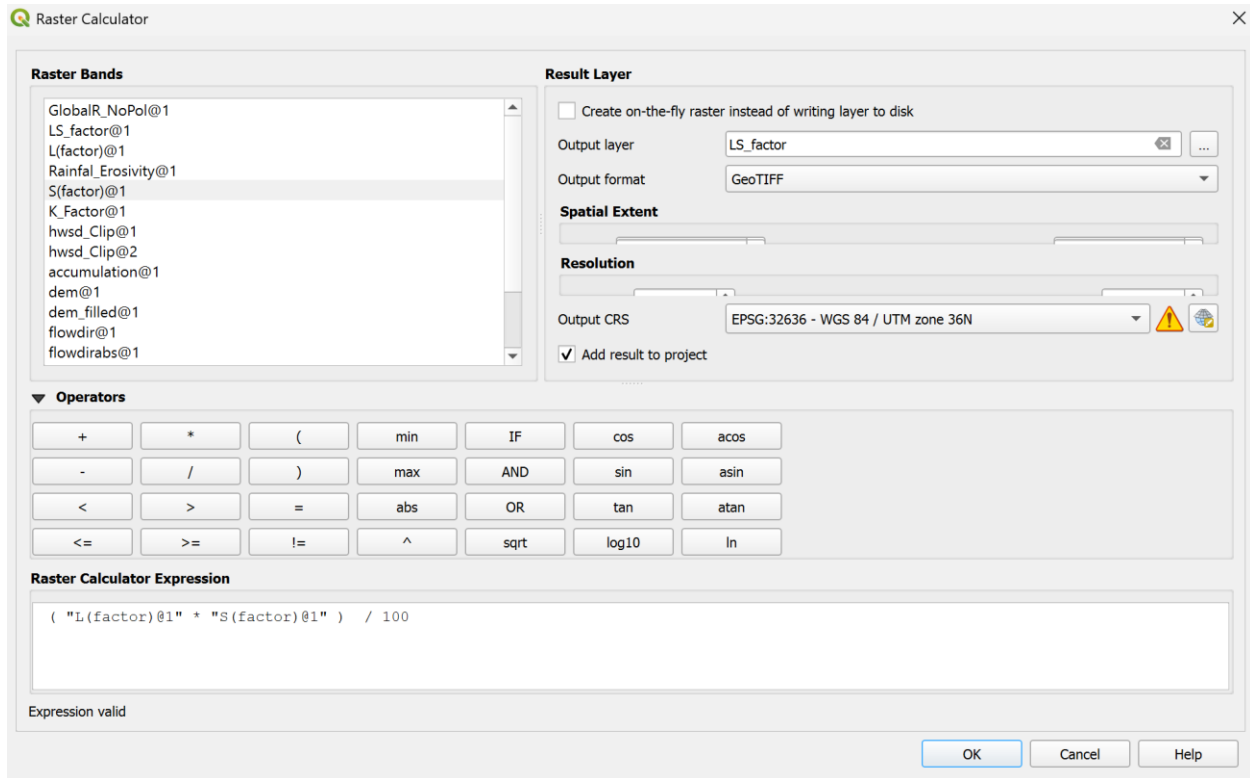 Raster Calculator
Raster Bands
GlobalR_NoPol@1
LS_factor@1
L(factor)@1
Rainfal_Erosivity@1
S(factor)@1
K_Factor@1
hwsd_Clip@1
hwsd_Clip@2
accumulation@1
dem@1
dem_filled@1
flowdir@1
flowdirabs@1
Result Layer
Create on-the-fly raster instead of writing layer to disk
Output layer LS_factor ...
Output format GeoTIFF
Spatial Extent
Resolution
Output CRS EPSG:32636 - WGS 84 / UTM zone 36N
Add result to project
Operators
+ * ( min IF cos acos
- / ) max AND sin asin
< > = abs OR tan atan
<= >= != ^ sqrt log10 ln
Raster Calculator Expression
( "L(factor)@1" * "S(factor)@1" ) / 100
Expression valid
OK Cancel Help